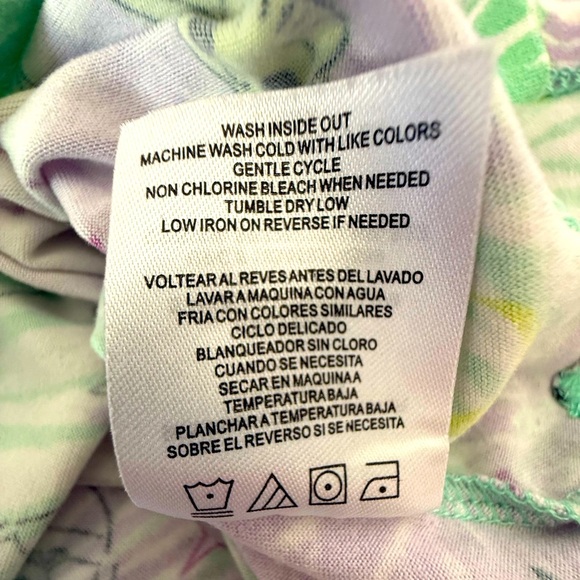 WASH INSIDE OUT
MACHINE WASH COLD WITH LIKE COLORS
GENTLE CYCLE
NON CHLORINE BLEACH WHEN NEEDED
TUMBLE DRY LOW
LOW IRON ON REVERSE IF NEEDED
VOLTEAR AL REVES ANTES DEL LAVADO
LAVAR A MAQUINA CON AGUA
FRIA CON COLORES SIMILARES
CICLO DELICADO
BLANQUEADOR SIN CLORO
CUANDO SE NECESITA
SECAR EN MAQUINA A
TEMPERATURA BAJA
PLANCHAR A TEMPERATURA BAJA
SOBRE EL REVERSO SI SE NECESITA